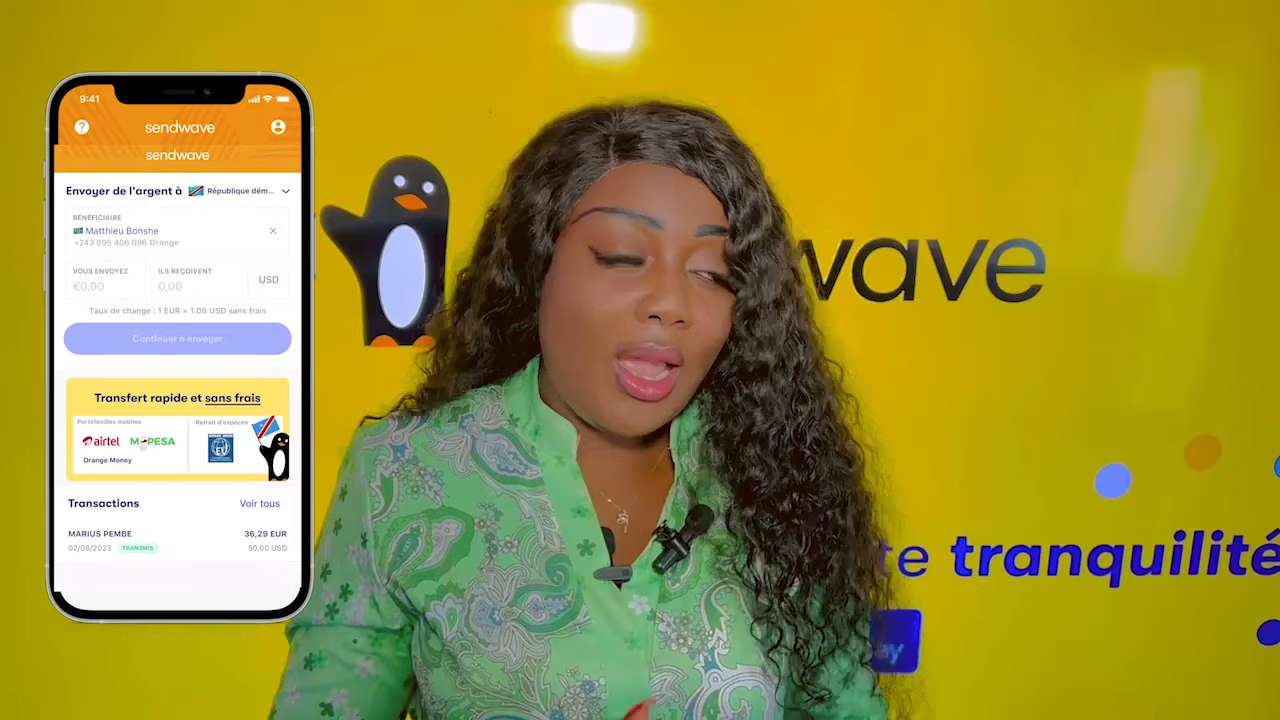 9:41
sendwave
sendwave
Envoyer de l'argent à République dém...
BÉNÉFICIAIRE
Matthieu Bonshe
+243 895 406 096 Orange
VOUS ENVOYEZ
€0,00
ILS REÇOIVENT
0,00
USD
Taux de change : 1 EUR = 1.06 USD sans frais
Continuer à envoyer
Transfert rapide et sans frais
Portefeuilles mobiles
airtel
M-PESA
Orange Money
Retrait d'espèces
Transactions
Voir tous
MARIUS PEMBE
36,29 EUR
02/08/2023
TRANSMIS
50,00 USD
wave
te tranquilité
ay